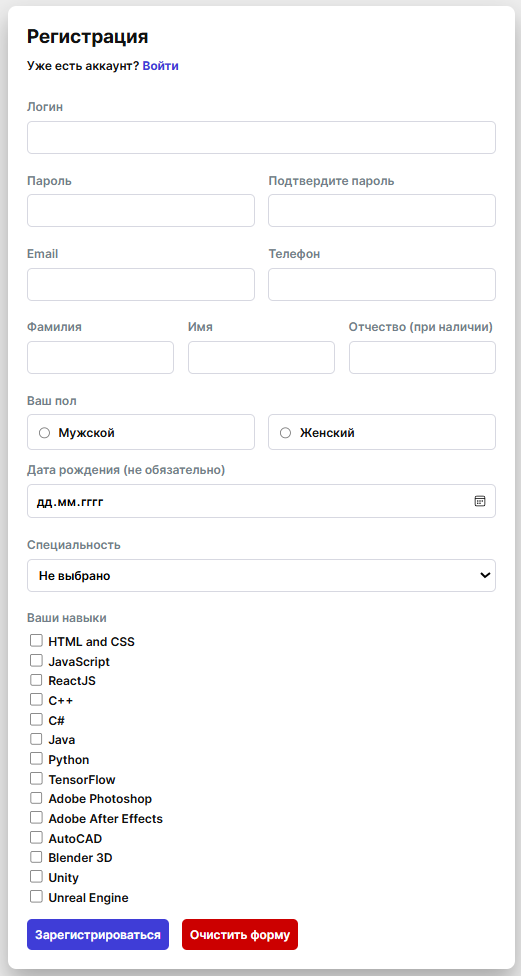 Регистрация
Уже есть аккаунт? Войти
Логин
Пароль Подтвердите пароль
Email Телефон
Фамилия Имя Отчество (при наличии)
Ваш пол
Мужской Женский
Дата рождения (не обязательно)
дд.мм.гггг
Специальность
Не выбрано
Ваши навыки
HTML and CSS
JavaScript
ReactJS
C++
C#
Java
Python
TensorFlow
Adobe Photoshop
Adobe After Effects
AutoCAD
Blender 3D
Unity
Unreal Engine
Зарегистрироваться Очистить форму